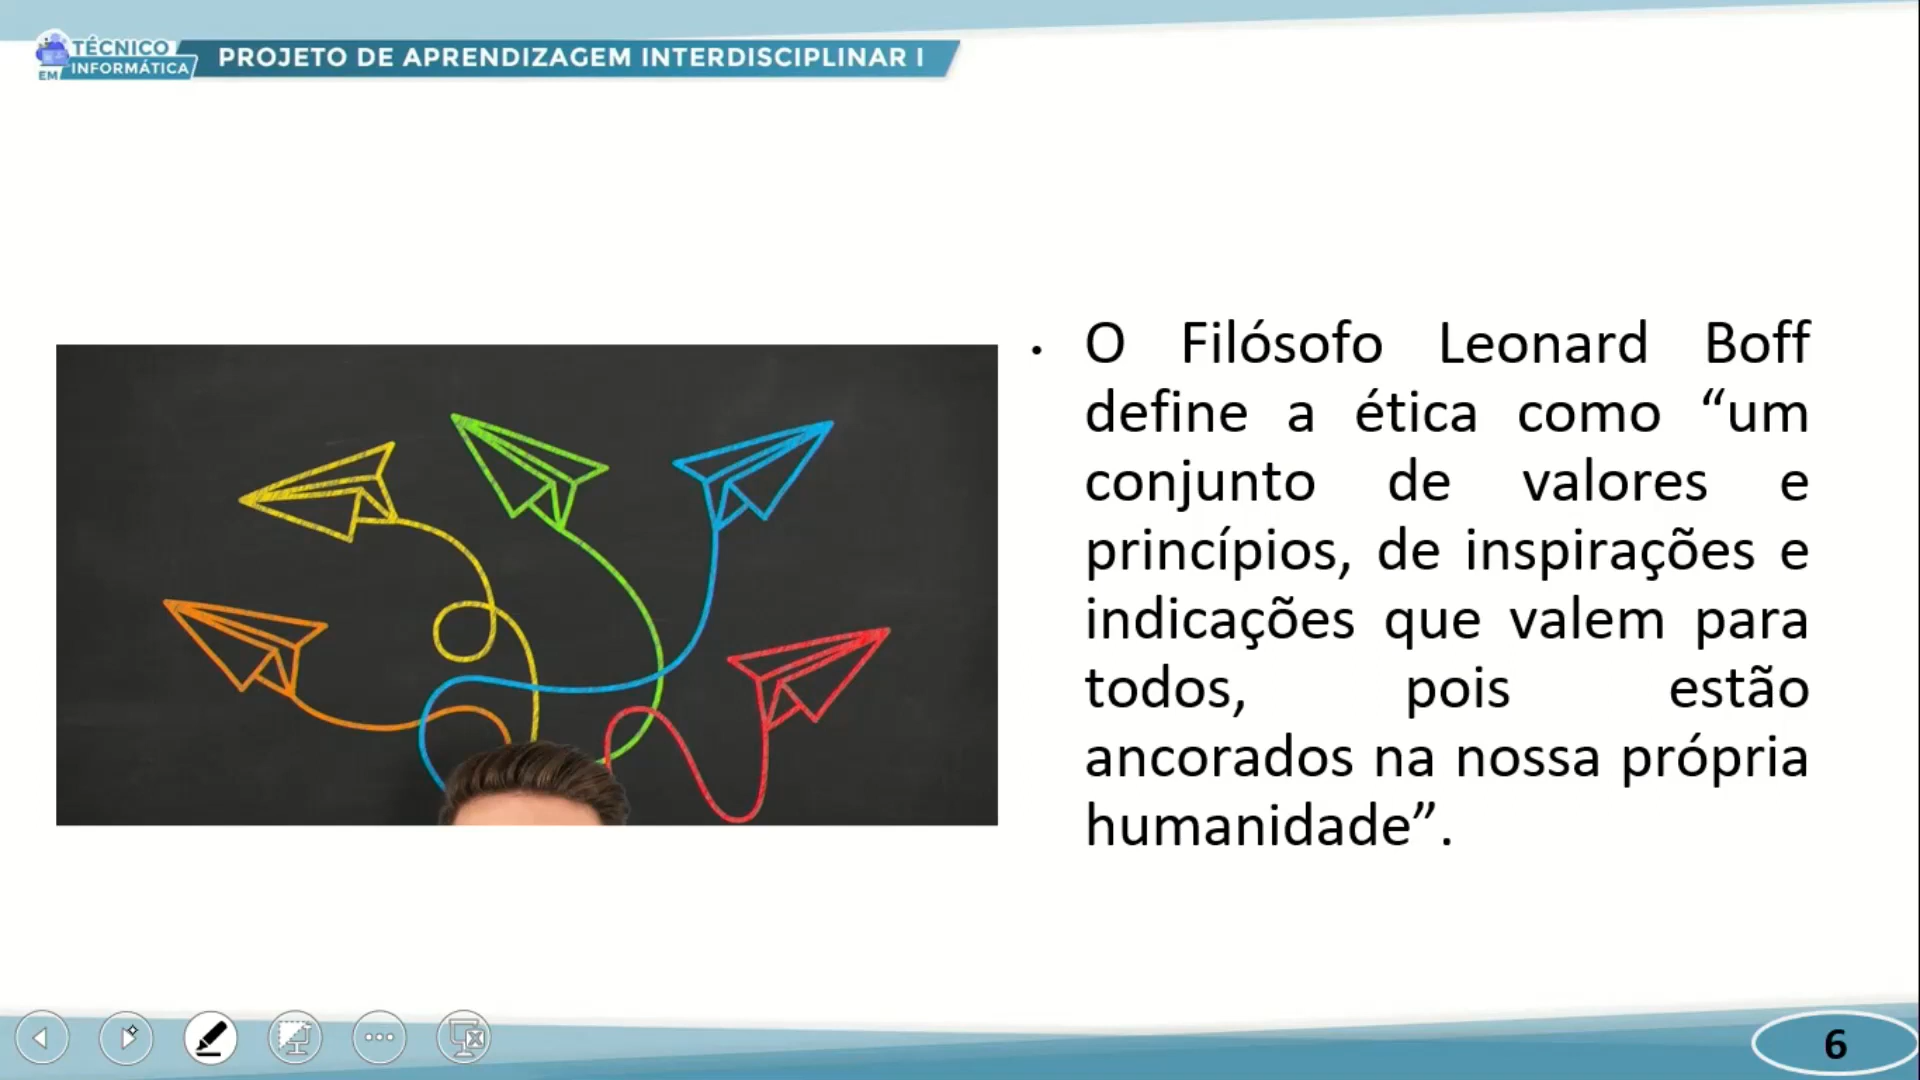 TÉCNICO
EM INFORMÁTICA
PROJETO DE APRENDIZAGEM INTERDISCIPLINAR I
• O Filósofo Leonard Boff
define a ética como “um
conjunto de valores e
princípios, de inspirações e
indicações que valem para
todos, pois estão
ancorados na nossa própria
humanidade”.
6